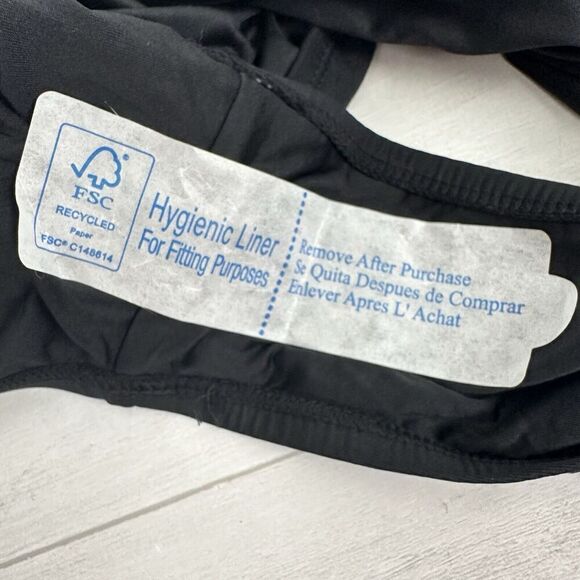 FSC
RECYCLED
Paper
FSC® C148614
Hygienic Liner
For Fitting Purposes
Remove After Purchase
Se Quita Despues de Comprar
Enlever Apres L' Achat